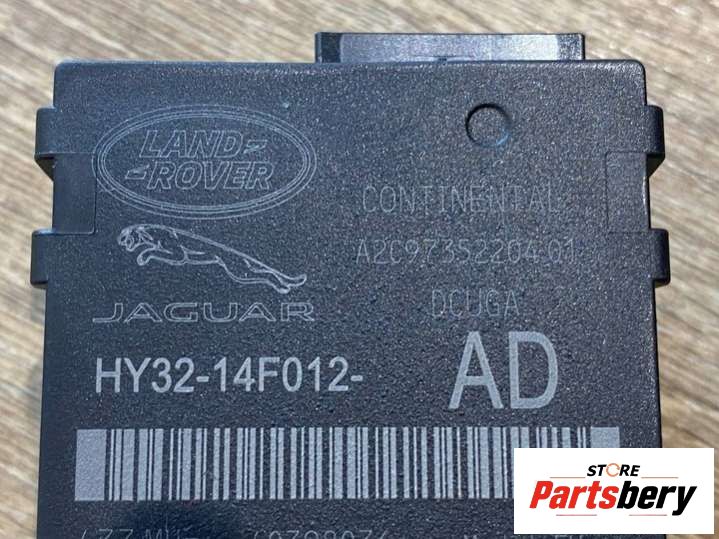 LAND
ROVER
CONTINENTAL
A2C97352204 01
JAGUAR
DCUGA
HY32-14F012-
AD
STORE
Partsbery